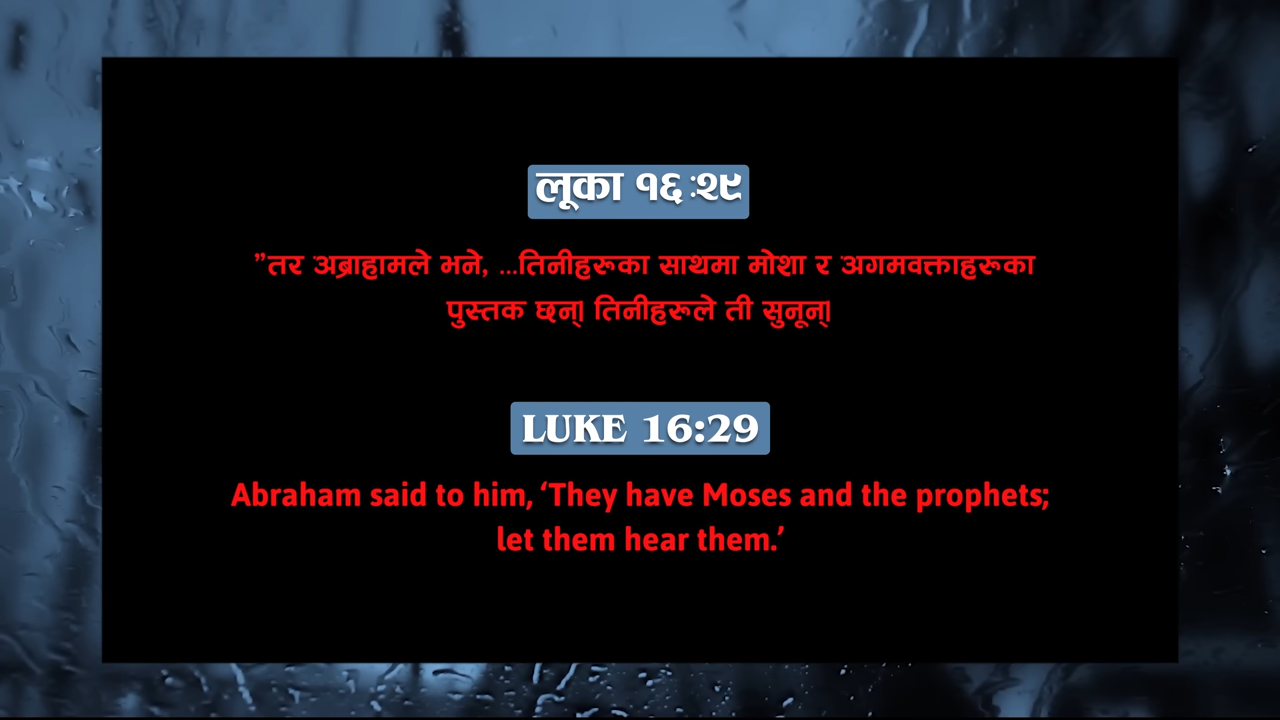 लूका १६:२९
”तर अब्राहामले भने, ...तिनीहरूका साथमा मोशा र अगमवक्ताहरूका
पुस्तक छन्| तिनीहरूले ती सुनून्|
LUKE 16:29
Abraham said to him, ‘They have Moses and the prophets;
let them hear them.’